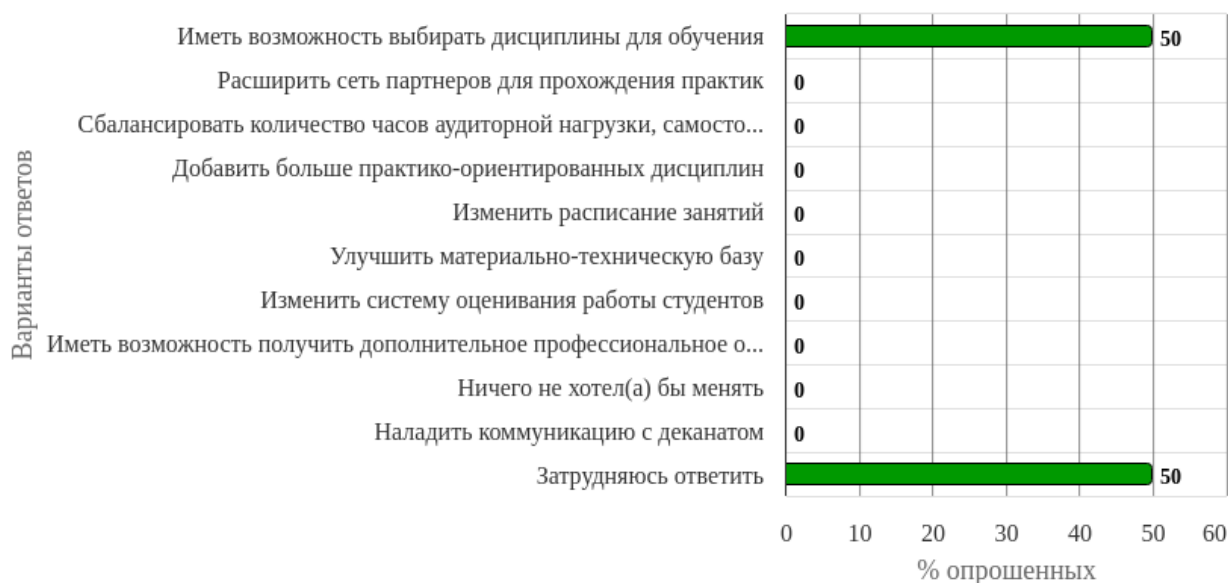 Иметь возможность выбирать дисциплины для обучения 50
Расширить сеть партнеров для прохождения практик 0
Сбалансировать количество часов аудиторной нагрузки, самосто... 0
Добавить больше практико-ориентированных дисциплин 0
Изменить расписание занятий 0
Улучшить материально-техническую базу 0
Изменить систему оценивания работы студентов 0
Иметь возможность получить дополнительное профессиональное о... 0
Ничего не хотел(а) бы менять 0
Наладить коммуникацию с деканатом 0
Затрудняюсь ответить 50
Варианты ответов
0 10 20 30 40 50 60
% опрошенных